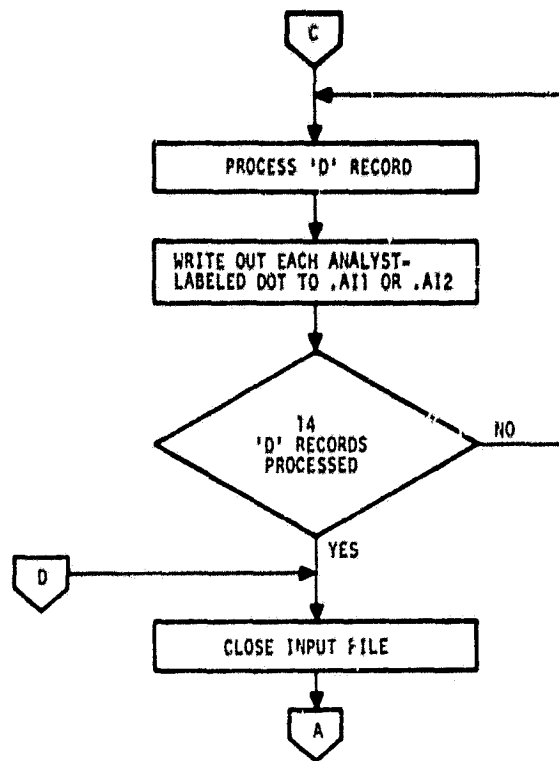 C
PROCESS 'D' RECORD
WRITE OUT EACH ANALYST-
LABELED DOT TO .AI1 OR .AI2
14
'D' RECORDS
PROCESSED
NO
YES
D
CLOSE INPUT FILE
A